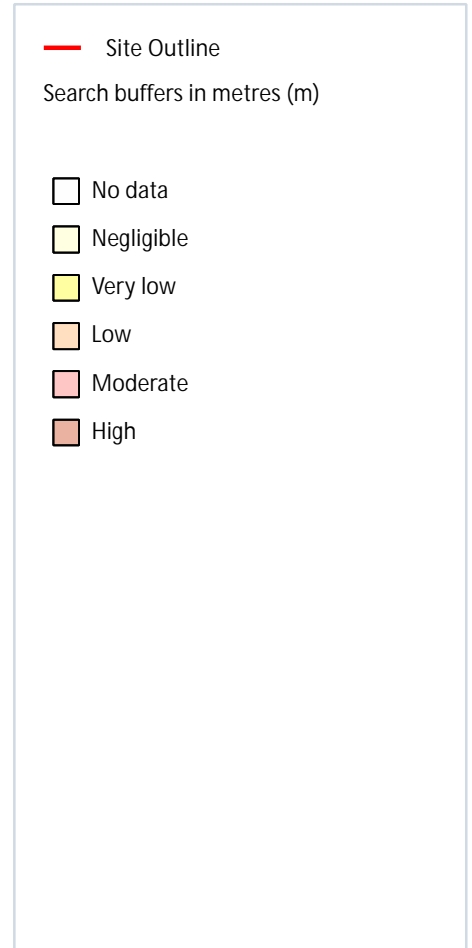 Site Outline
Search buffers in metres (m)
No data
Negligible
Very low
Low
Moderate
High